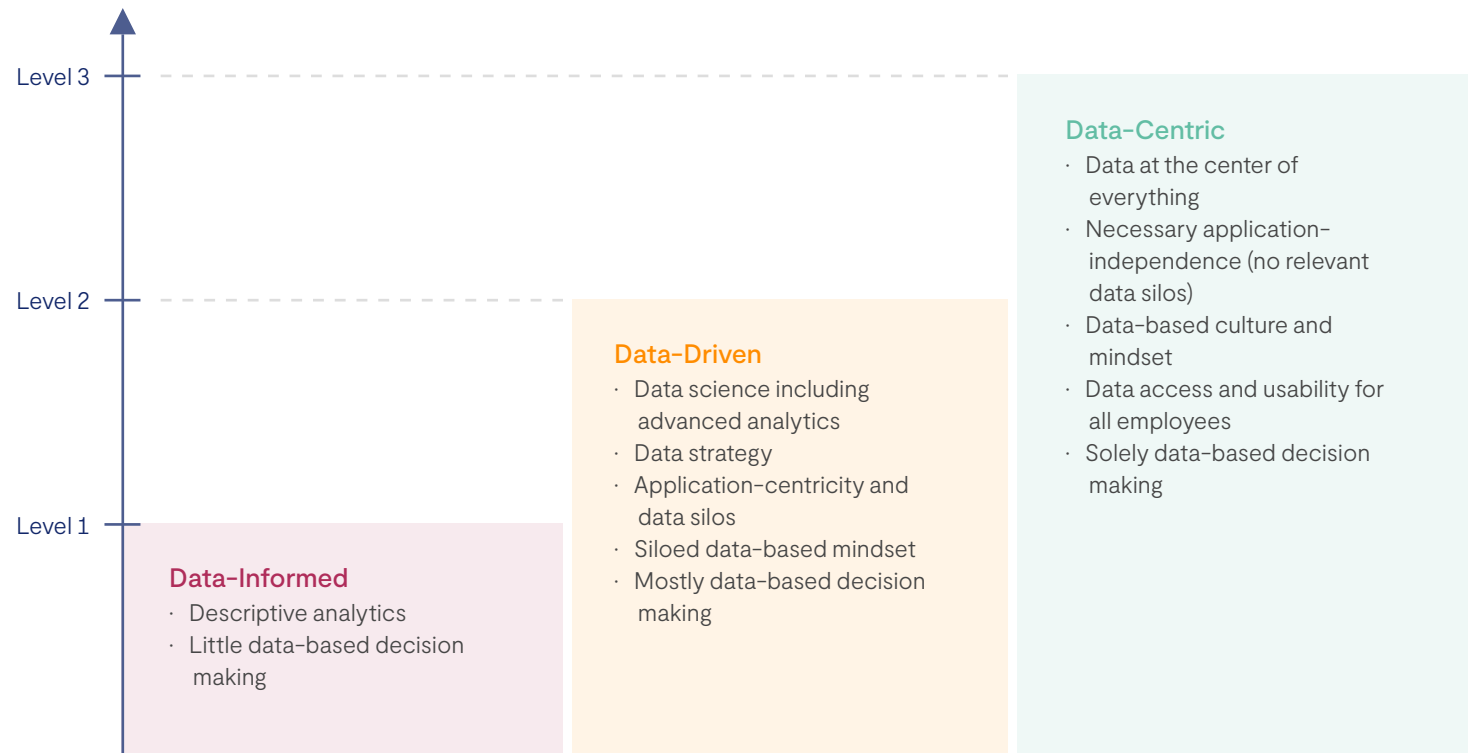 Level 3
Data-Centric
· Data at the center of
everything
· Necessary application-
independence (no relevant
data silos)
· Data-based culture and
mindset
· Data access and usability for
all employees
· Solely data-based decision
making
Level 2
Data-Driven
· Data science including
advanced analytics
· Data strategy
· Application-centricity and
data silos
· Siloed data-based mindset
· Mostly data-based decision
making
Level 1
Data-Informed
· Descriptive analytics
· Little data-based decision
making